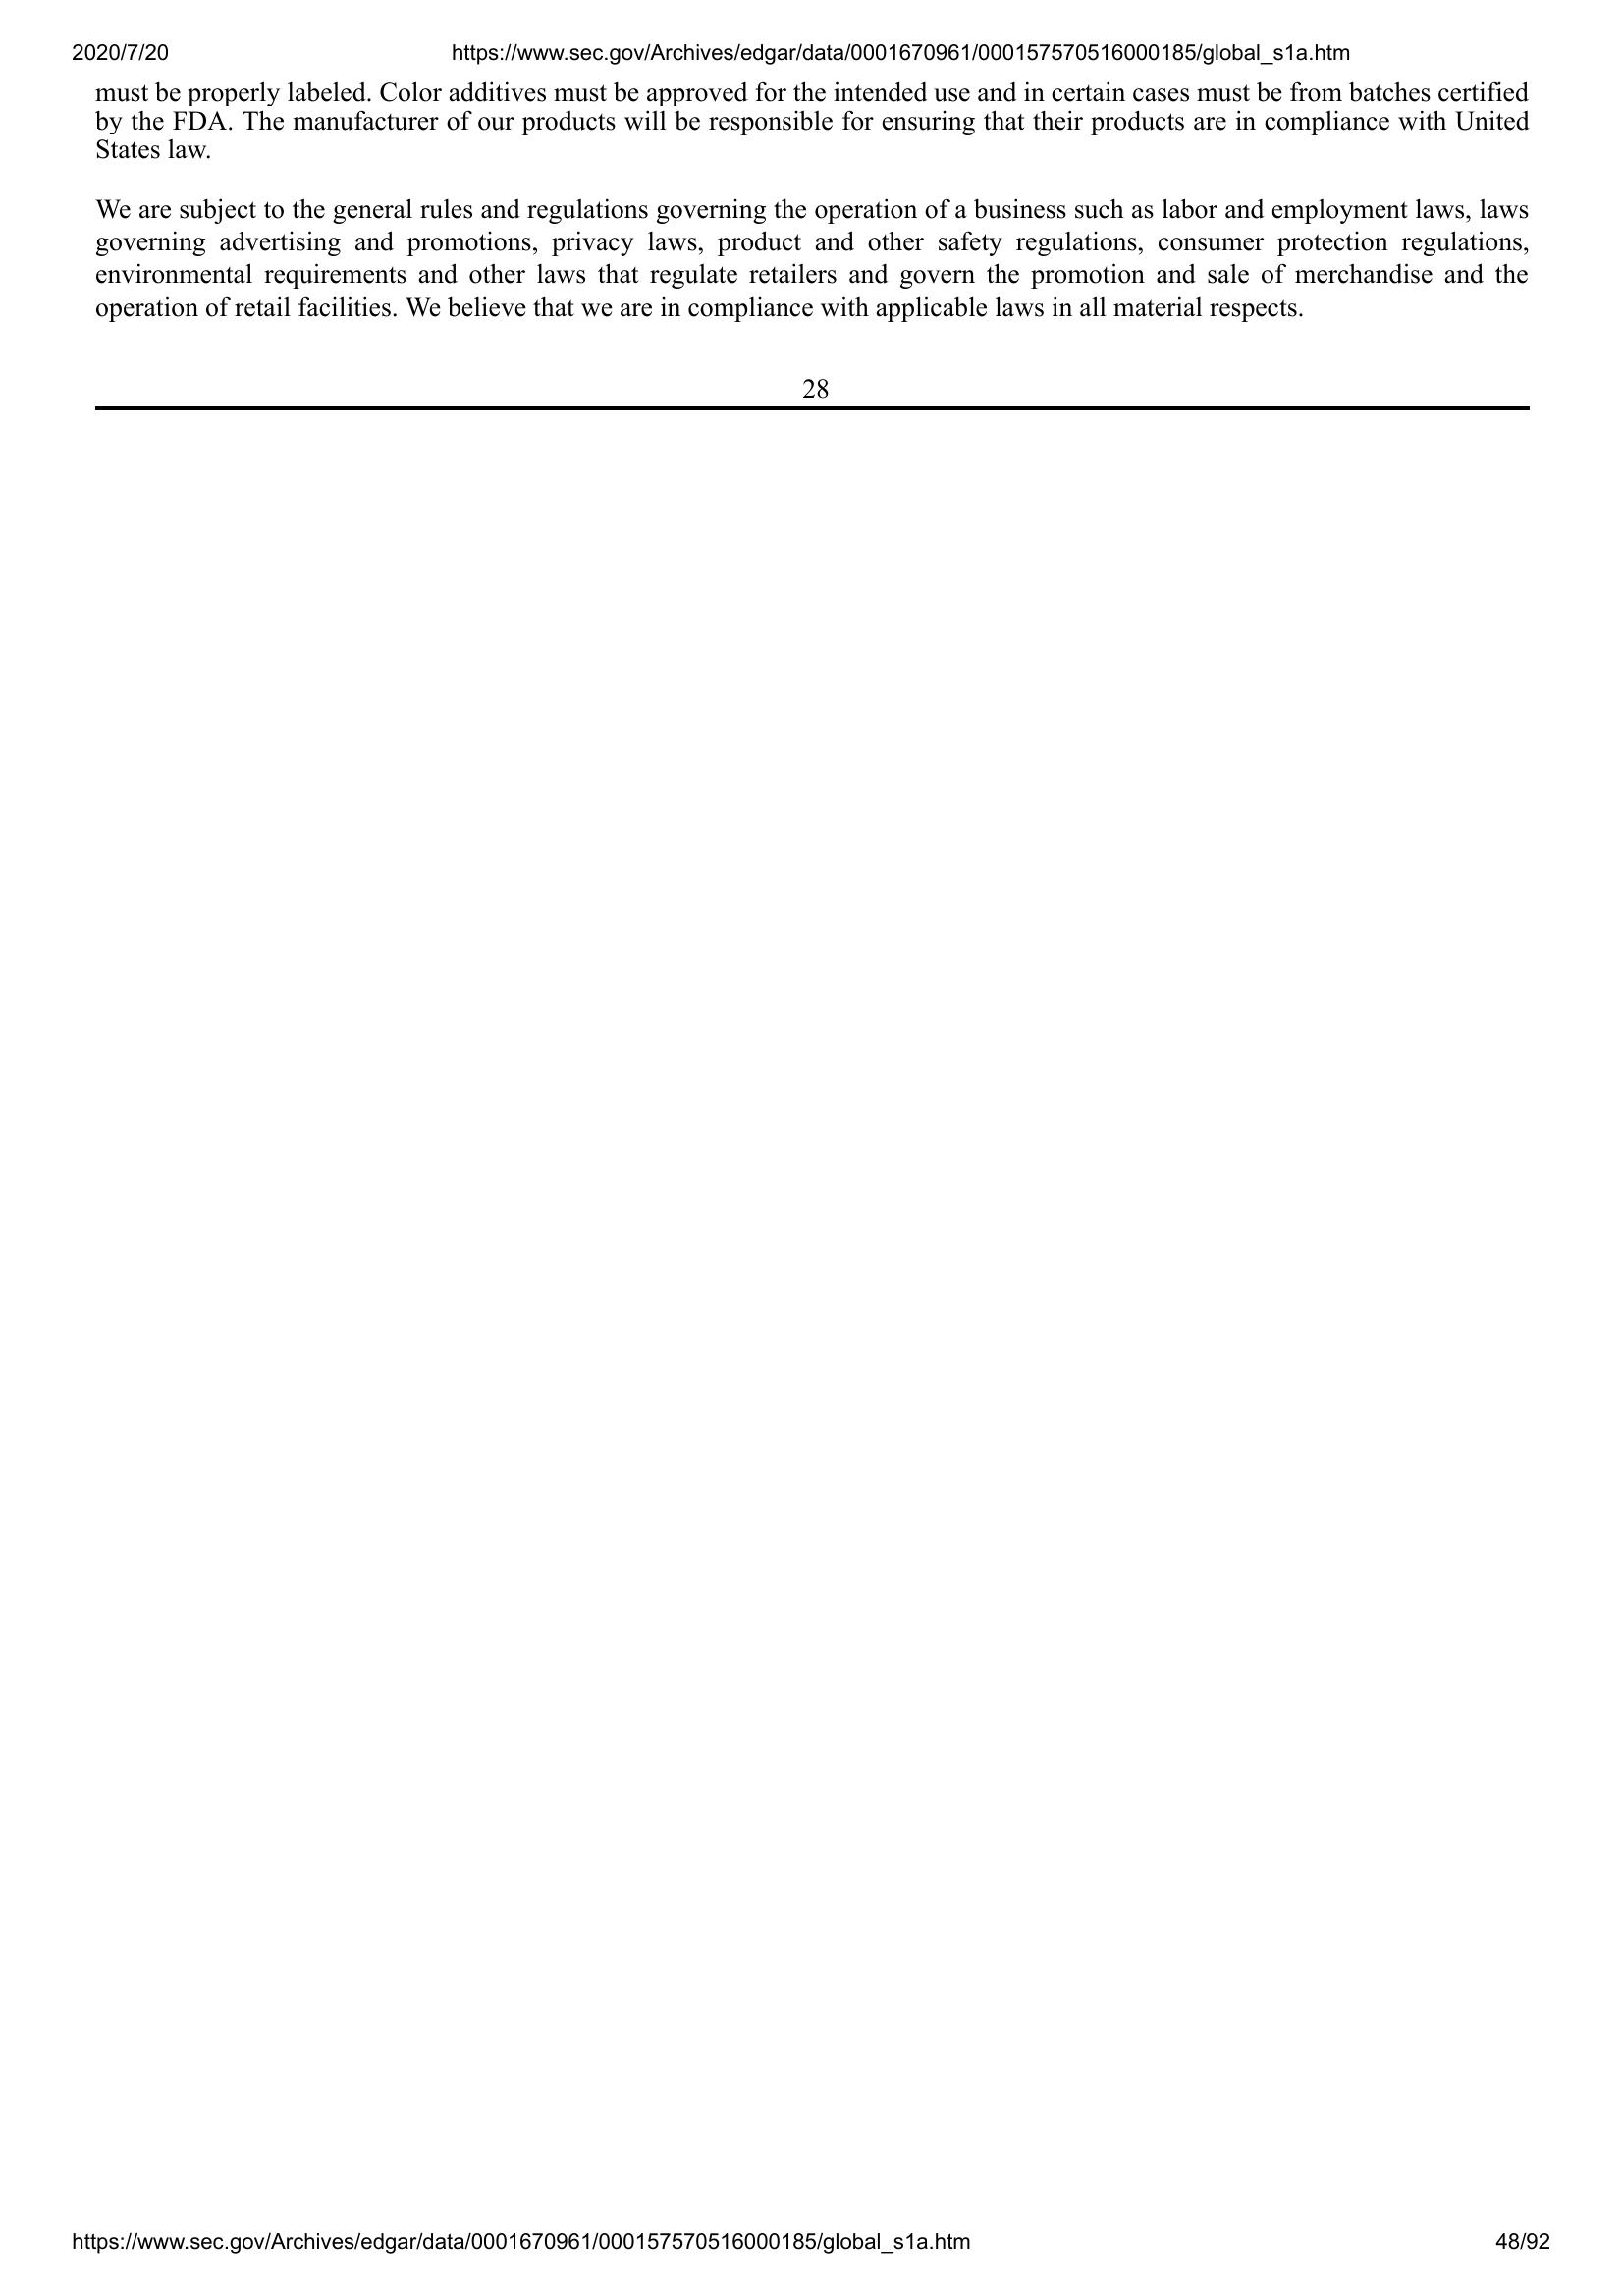 2020/7/20 https://www.sec.gov/Archives/edgar/data/0001670961/000157570516000185/global_s1a.htm
must be properly labeled. Color additives must be approved for the intended use and in certain cases must be from batches certified
by the FDA. The manufacturer of our products will be responsible for ensuring that their products are in compliance with United
States law.
We are subject to the general rules and regulations governing the operation of a business such as labor and employment laws, laws
governing advertising and promotions, privacy laws, product and other safety regulations, consumer protection regulations,
environmental requirements and other laws that regulate retailers and govern the promotion and sale of merchandise and the
operation of retail facilities. We believe that we are in compliance with applicable laws in all material respects.
28
https://www.sec.gov/Archives/edgar/data/0001670961/000157570516000185/global_s1a.htm 48/92